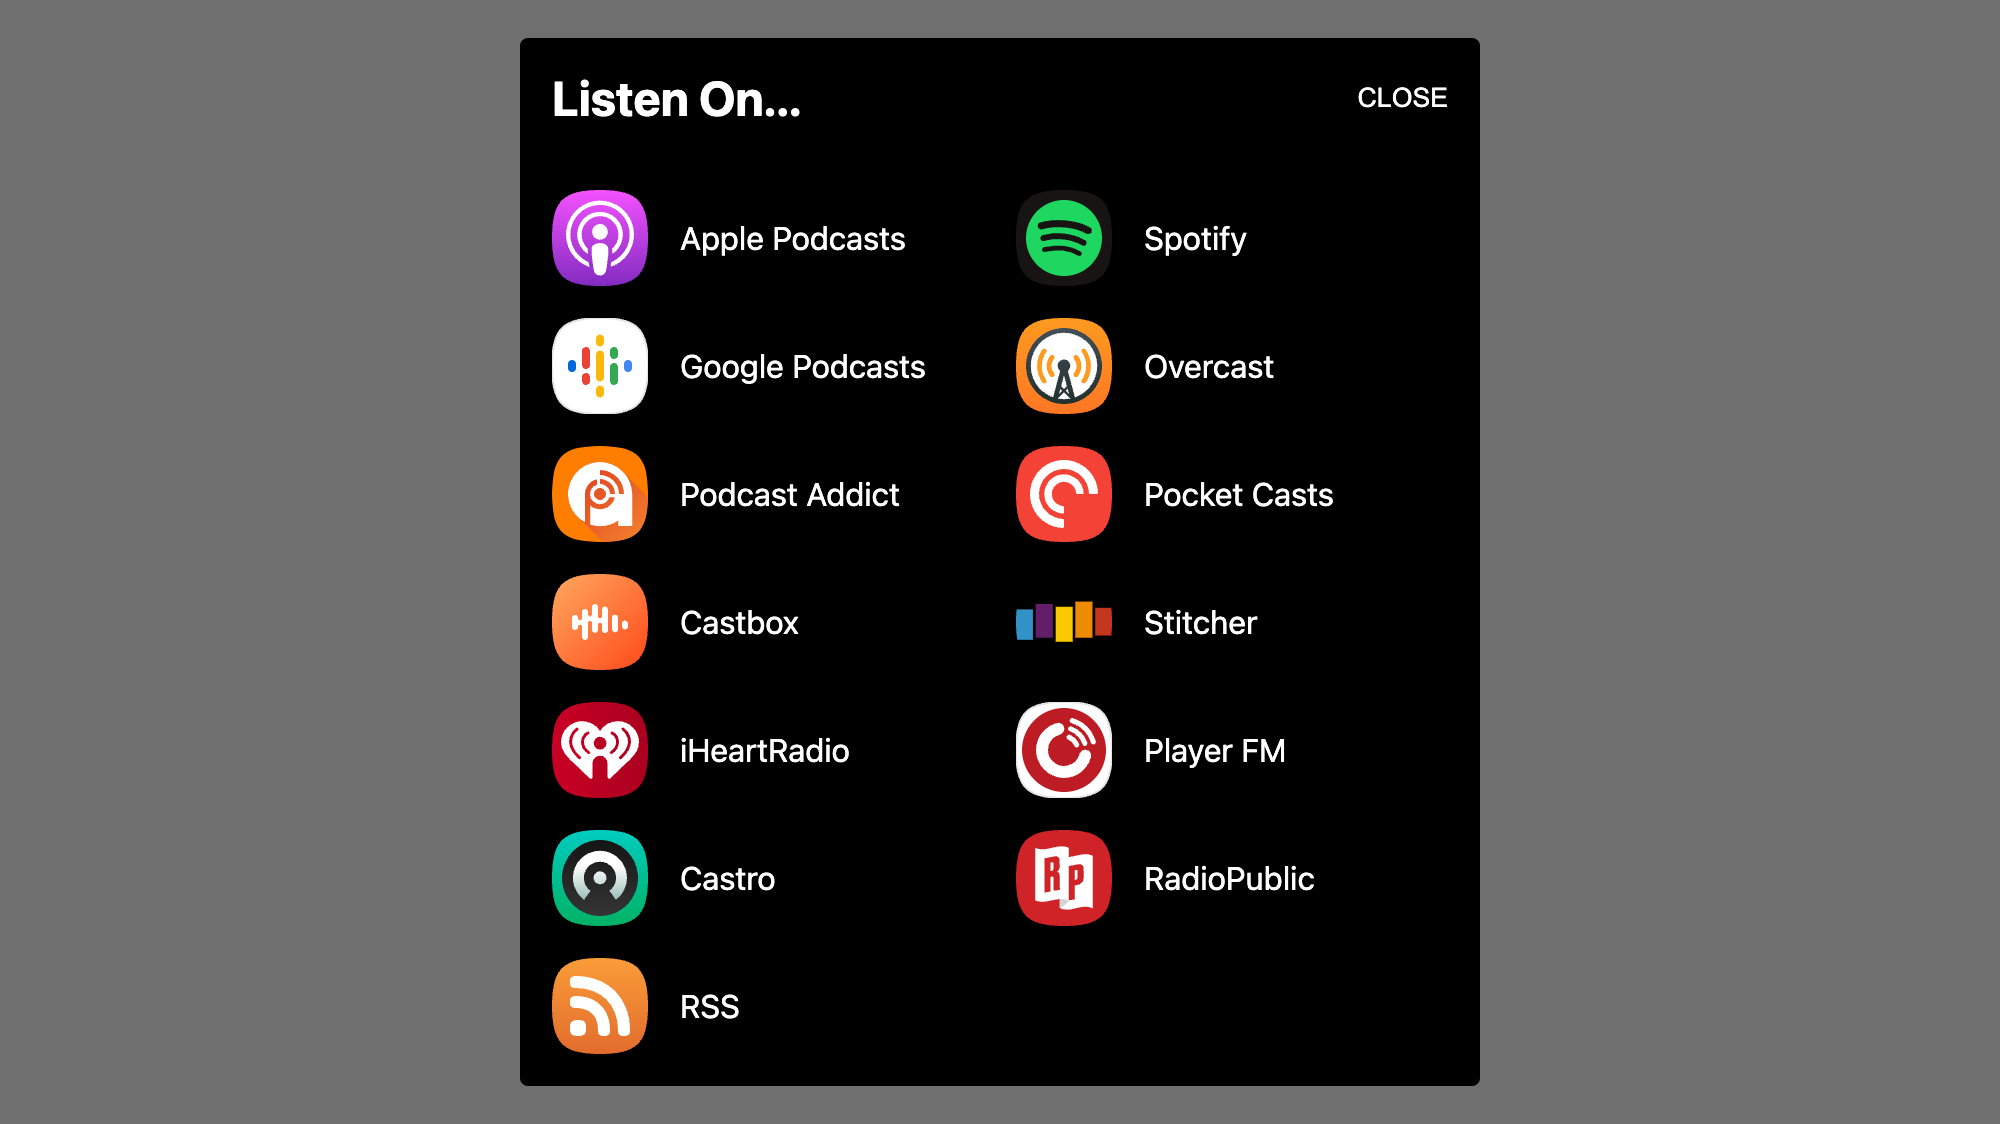 Listen On...
CLOSE
Apple Podcasts
Spotify
Google Podcasts
Overcast
Podcast Addict
Pocket Casts
Castbox
Stitcher
iHeartRadio
Player FM
Castro
RP
RadioPublic
RSS